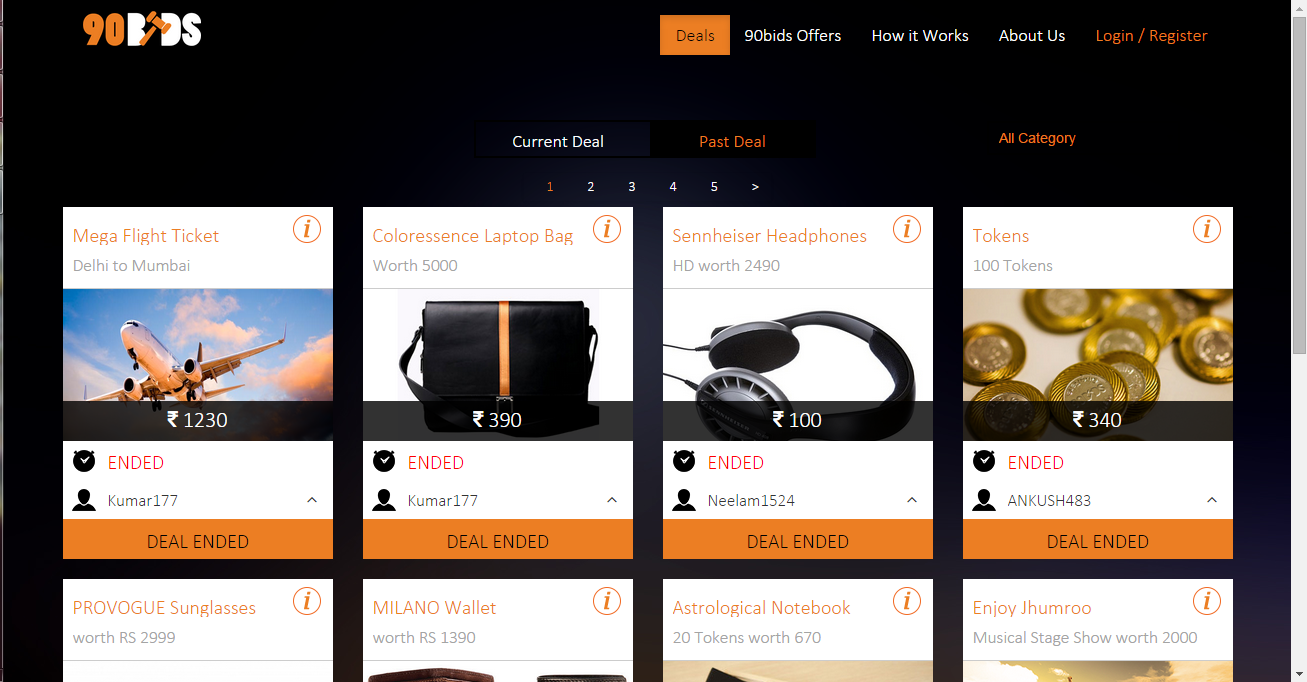 90BIDS
Deals
90bids Offers
How it Works
About Us
Login / Register
Current Deal
Past Deal
All Category
1 2 3 4 5 >
Mega Flight Ticket
Delhi to Mumbai
₹ 1230
ENDED
Kumar177
DEAL ENDED
Coloressence Laptop Bag
Worth 5000
₹ 390
ENDED
Kumar177
DEAL ENDED
Sennheiser Headphones
HD worth 2490
₹ 100
ENDED
Neelam1524
DEAL ENDED
Tokens
100 Tokens
₹ 340
ENDED
ANKUSH483
DEAL ENDED
PROVOGUE Sunglasses
worth RS 2999
MILANO Wallet
worth RS 1390
Astrological Notebook
20 Tokens worth 670
Enjoy Jhumroo
Musical Stage Show worth 2000